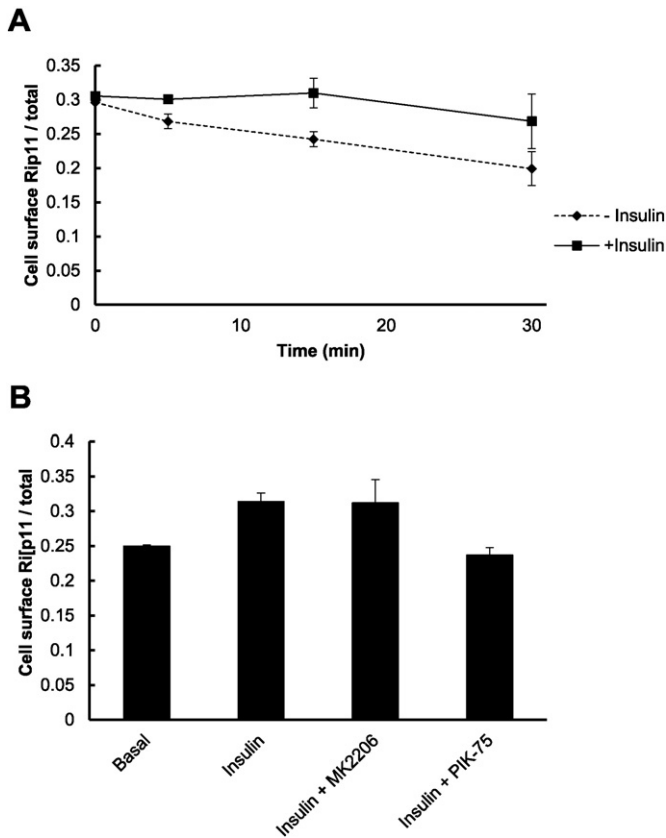 A
0.35
0.3
0.25
0.2
0.15
0.1
0.05
0
0 10 20 30
Cell surface Rip11 / total
Time (min)
- Insulin
+Insulin
B
0.4
0.35
0.3
0.25
0.2
0.15
0.1
0.05
0
Cell surface Ri[p11 / total
Basal
Insulin
Insulin + MK2206
Insulin + PIK-75